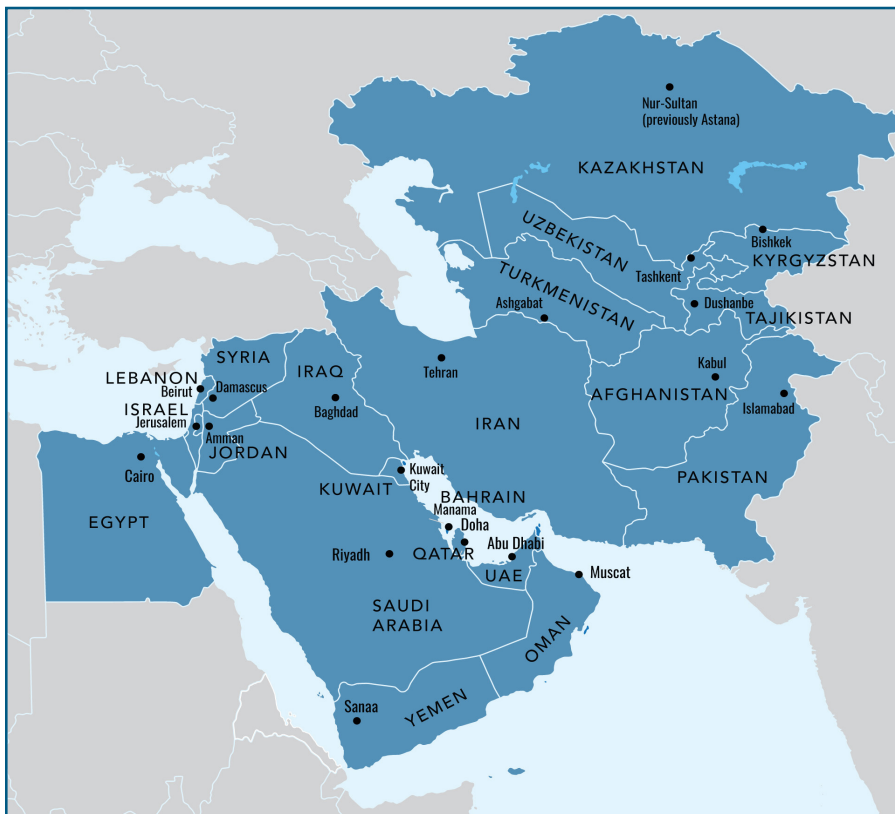 Nur-Sultan
(previously Astana)
KAZAKHSTAN
UZBEKISTAN
Bishkek
KYRGYZSTAN
Tashkent
TURKMENISTAN
Ashgabat
Dushanbe
TAJIKISTAN
SYRIA
IRAQ
Tehran
Kabul
LEBANON
Beirut
Damascus
AFGHANISTAN
Islamabad
ISRAEL
Baghdad
Jerusalem
Amman
IRAN
JORDAN
Cairo
Kuwait
City
PAKISTAN
KUWAIT
BAHRAIN
Manama
EGYPT
Doha
Riyadh
QATAR
Abu Dhabi
UAE
Muscat
SAUDI
ARABIA
OMAN
Sanaa
YEMEN